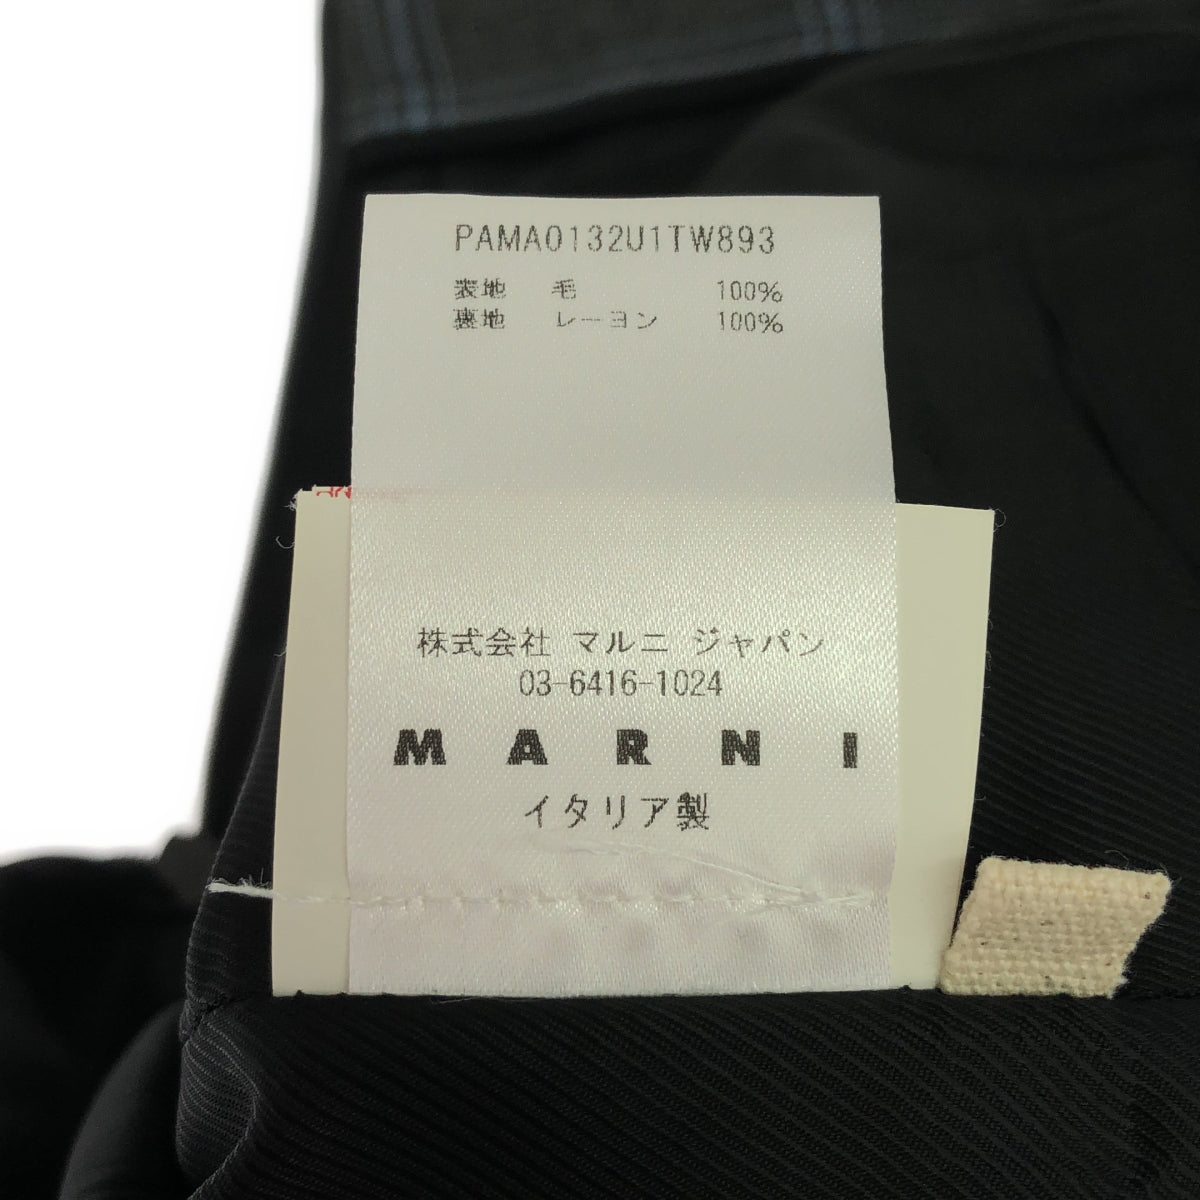 PAMA0132U1TW893
表地 毛 100%
裏地 レーヨン 100%
株式会社 マルニ ジャパン
03-6416-1024
MARNI
イタリア製